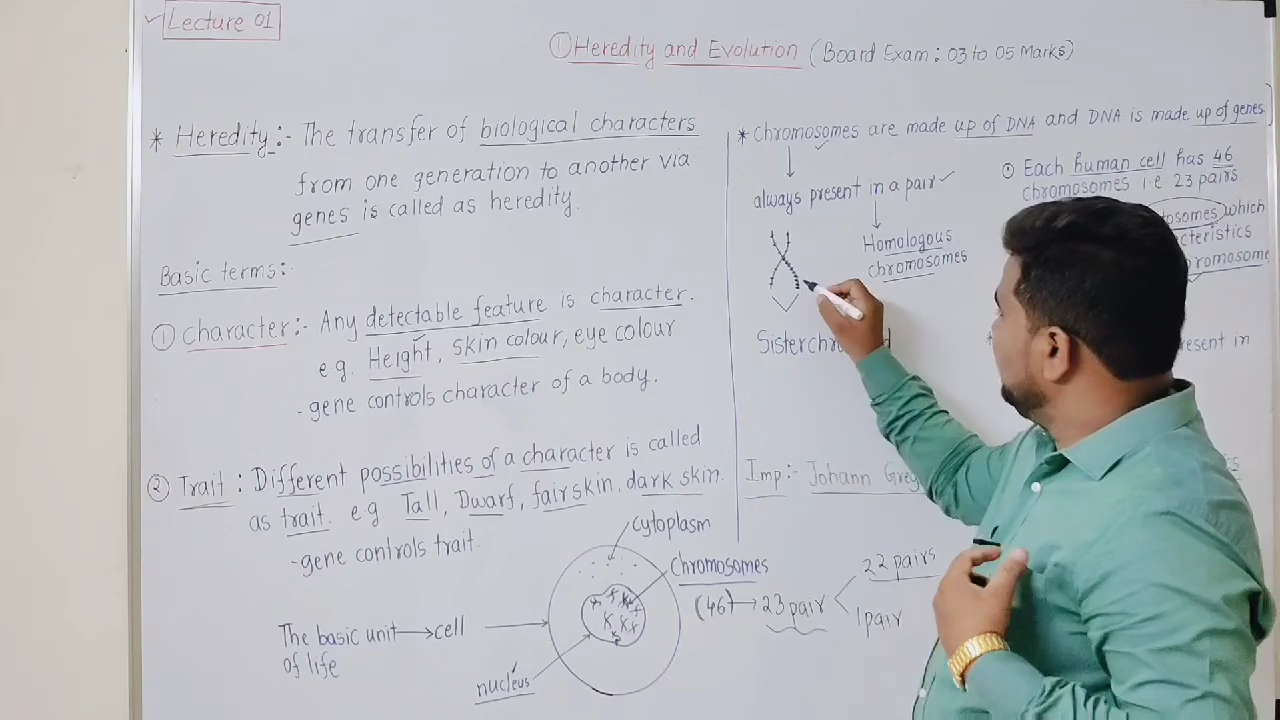 Lecture 01
① Heredity and Evolution (Board Exam : 03 to 05 Marks)
* Heredity :- The transfer of biological characters
from one generation to another via
genes is called as heredity.
Basic terms:-
① Character :- Any detectable feature is character.
e.g. Height, skin colour, eye colour
- gene controls character of a body.
② Trait : Different possibilities of a character is called
as trait. e.g Tall, Dwarf, fairskin, dark skin.
- gene controls trait.
The basic unit → cell
of life
nucleus
cytoplasm
Chromosomes
(46) → 23 pair
22 pairs
1 pair
* Chromosomes are made up of DNA and DNA is made up of genes
always present in a pair
Homologous
chromosomes
① Each human cell has 46
chromosomes i.e. 23 pairs
which
present in
Imp:- Johann